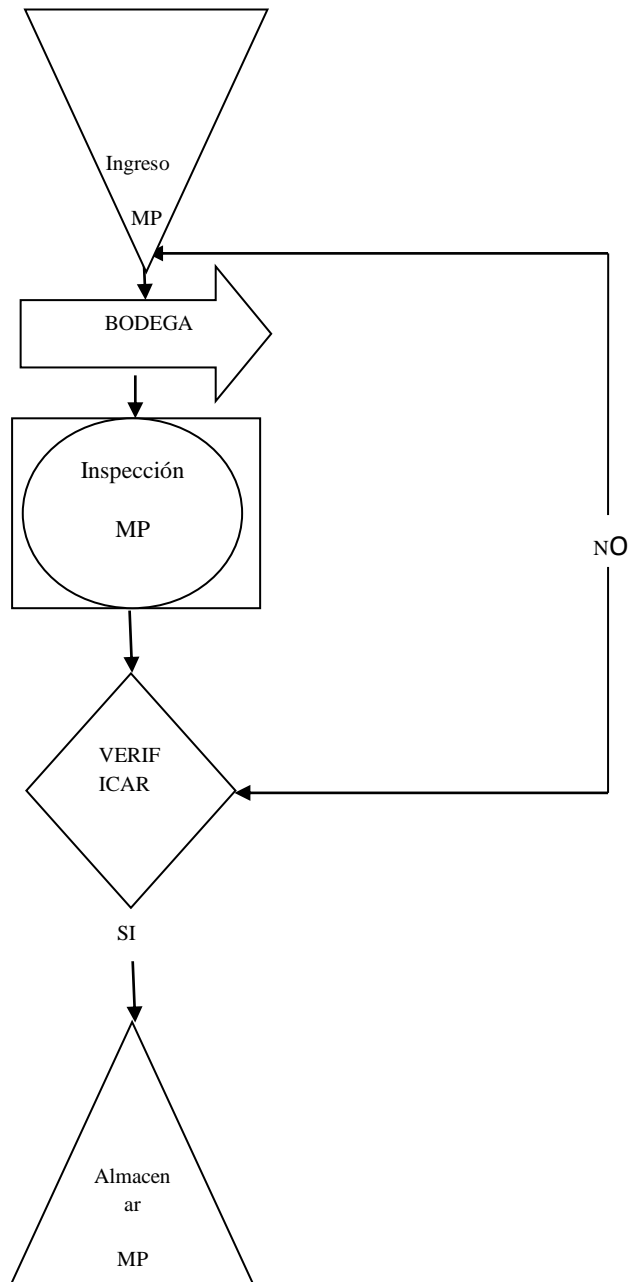 Ingreso
MP
BODEGA
Inspección
MP
NO
VERIF
ICAR
SI
Almacen
ar
MP